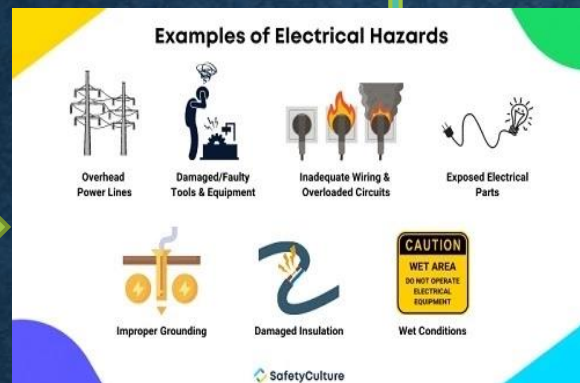 Examples of Electrical Hazards
Overhead
Power Lines
Damaged/Faulty
Tools & Equipment
Inadequate Wiring &
Overloaded Circuits
Exposed Electrical
Parts
Improper Grounding
Damaged Insulation
CAUTION
WET AREA
DO NOT OPERATE
ELECTRICAL
EQUIPMENT
Wet Conditions
SafetyCulture